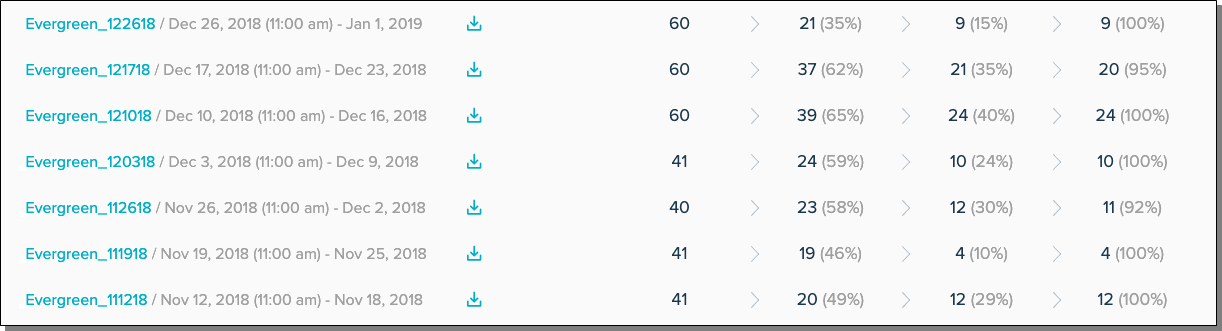 Evergreen_122618 / Dec 26, 2018 (11:00 am) - Jan 1, 2019 60 21 (35%) 9 (15%) 9 (100%)
Evergreen_121718 / Dec 17, 2018 (11:00 am) - Dec 23, 2018 60 37 (62%) 21 (35%) 20 (95%)
Evergreen_121018 / Dec 10, 2018 (11:00 am) - Dec 16, 2018 60 39 (65%) 24 (40%) 24 (100%)
Evergreen_120318 / Dec 3, 2018 (11:00 am) - Dec 9, 2018 41 24 (59%) 10 (24%) 10 (100%)
Evergreen_112618 / Nov 26, 2018 (11:00 am) - Dec 2, 2018 40 23 (58%) 12 (30%) 11 (92%)
Evergreen_111918 / Nov 19, 2018 (11:00 am) - Nov 25, 2018 41 19 (46%) 4 (10%) 4 (100%)
Evergreen_111218 / Nov 12, 2018 (11:00 am) - Nov 18, 2018 41 20 (49%) 12 (29%) 12 (100%)